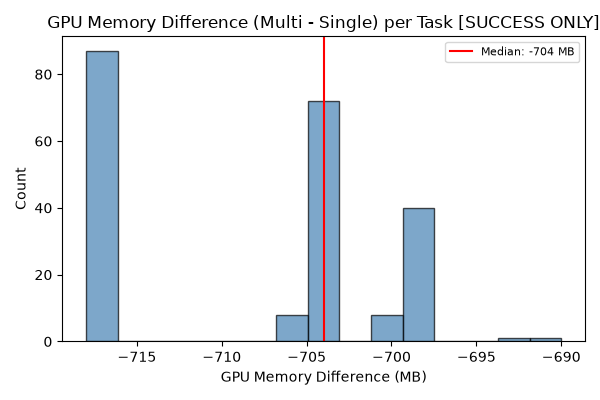 GPU Memory Difference (Multi - Single) per Task [SUCCESS ONLY]
Median: -704 MB
Count
80
60
40
20
0
−715
−710
−705
−700
−695
−690
GPU Memory Difference (MB)